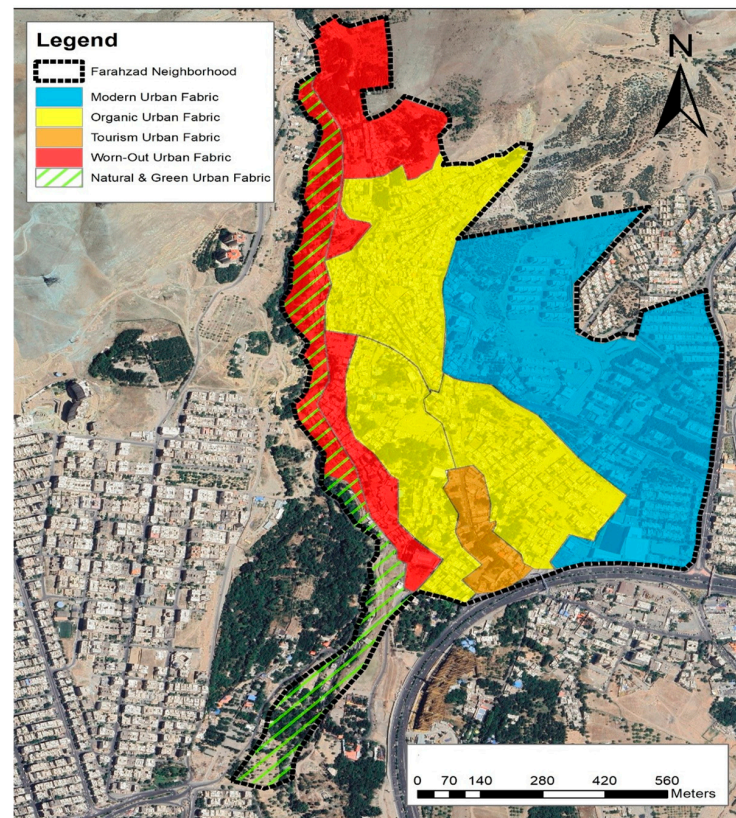 Legend
Farahzad Neighborhood
Modern Urban Fabric
Organic Urban Fabric
Tourism Urban Fabric
Worn-Out Urban Fabric
Natural & Green Urban Fabric
N
0 70 140 280 420 560
Meters